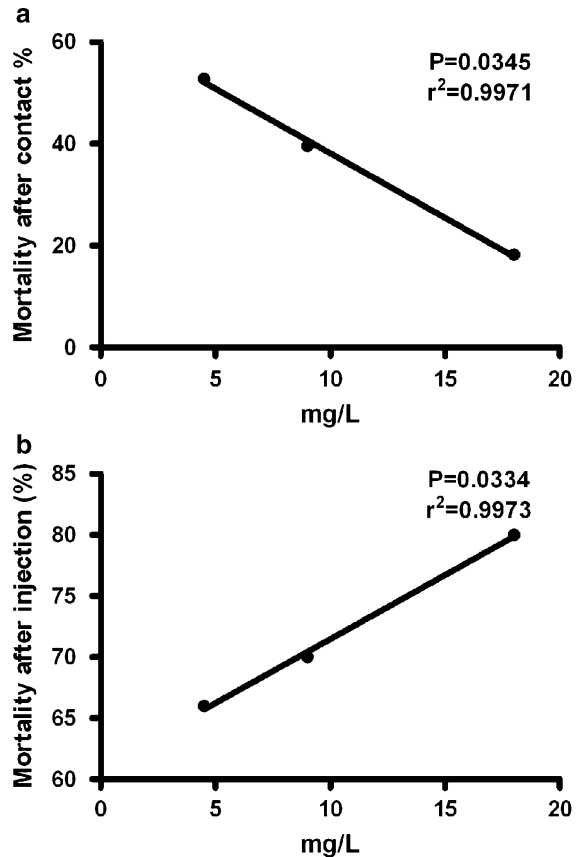 a
Mortality after contact %
60
40
20
0
P=0.0345
r²=0.9971
0 5 10 15 20
mg/L
b
Mortality after injection (%)
85
80
75
70
65
60
P=0.0334
r²=0.9973
0 5 10 15 20
mg/L